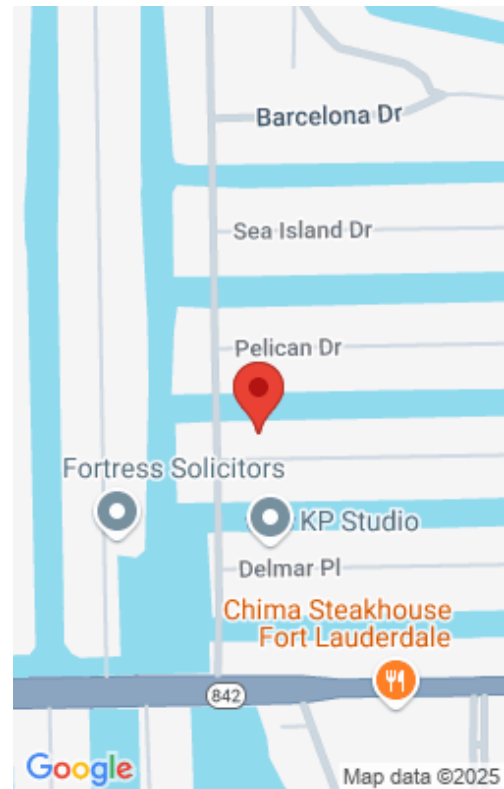 Barcelona Dr
Sea Island Dr
Pelican Dr
Fortress Solicitors
KP Studio
Delmar Pl
Chima Steakhouse
Fort Lauderdale
842
Google
Map data ©2025